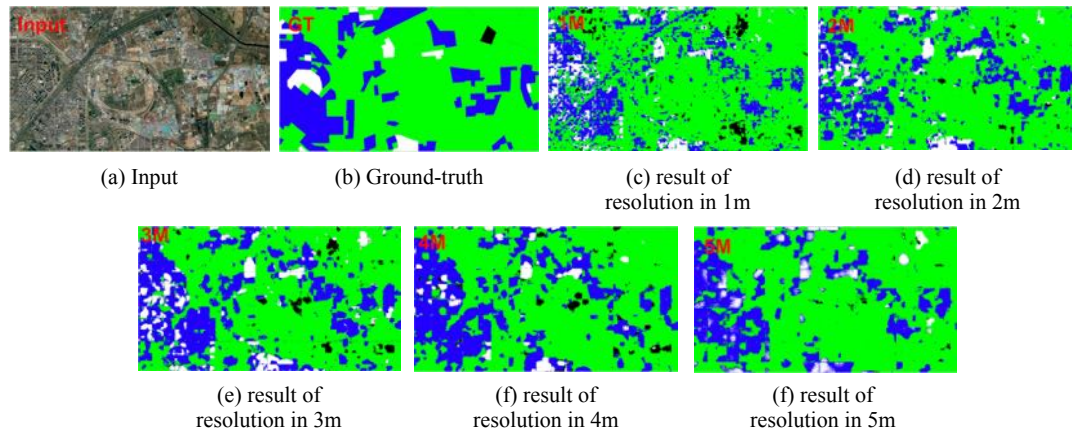 Input
GT
1M
2M
(a) Input
(b) Ground-truth
(c) result of
resolution in 1m
(d) result of
resolution in 2m
3M
4M
5M
(e) result of
resolution in 3m
(f) result of
resolution in 4m
(f) result of
resolution in 5m